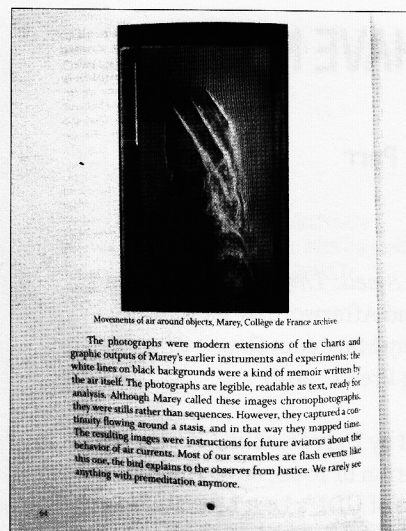 Movements of air around objects, Marey, Collège de France archive
The photographs were modern extensions of the charts and
graphic outputs of Marey's earlier instruments and experiments: the
white lines on black backgrounds were a kind of memoir written by
the air itself. The photographs are legible, readable as text, ready for
analysis. Although Marey called these images chronophotographs,
they were stills rather than sequences. However, they captured a con-
tinuity flowing around a stasis, and in that way they mapped time.
The resulting images were instructions for future aviators about the
behavior of air currents. Most of our scrambles are flash events like
this one, the bird explains to the observer from Justice. We rarely see
anything with premeditation anymore.